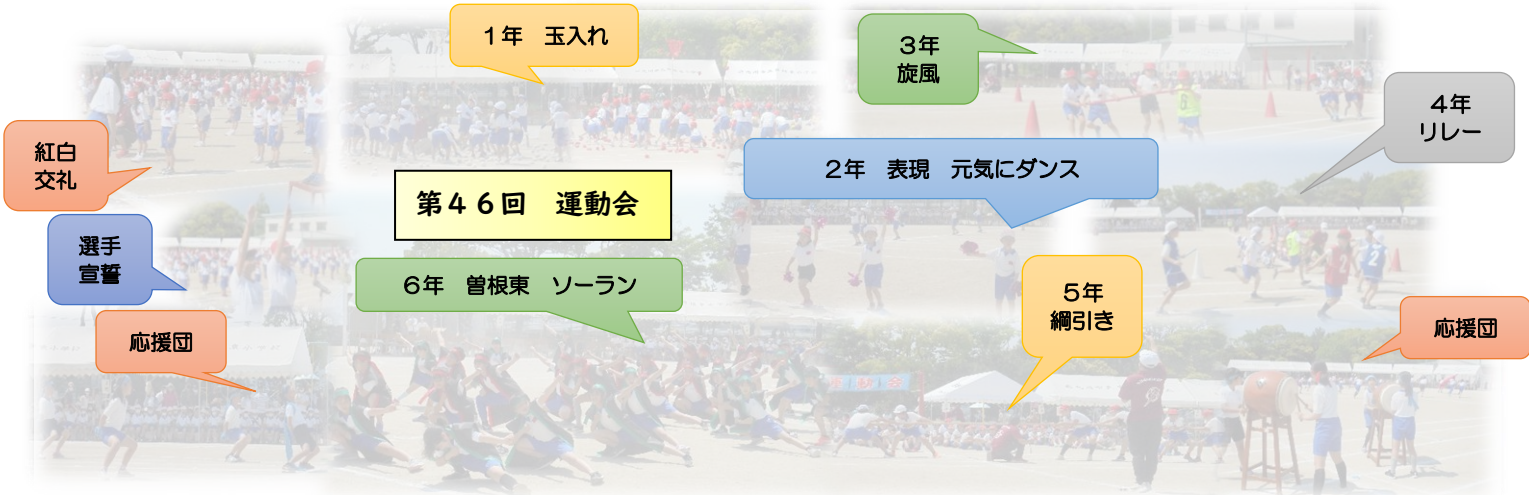 １年　玉入れ
３年
旋風
４年
リレー
紅白
交礼
２年　表現　元気にダンス
第４６回　運動会
選手
宣誓
６年　曽根東　ソーラン
５年
綱引き
応援団
応援団